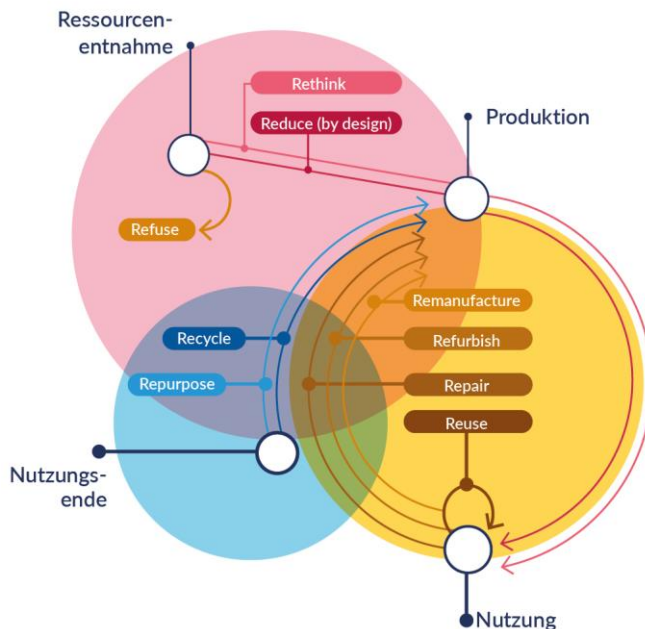 Ressourcen-
entnahme
Rethink
Reduce (by design)
Produktion
Refuse
Remanufacture
Recycle
Refurbish
Repurpose
Repair
Reuse
Nutzungs-
ende
Nutzung